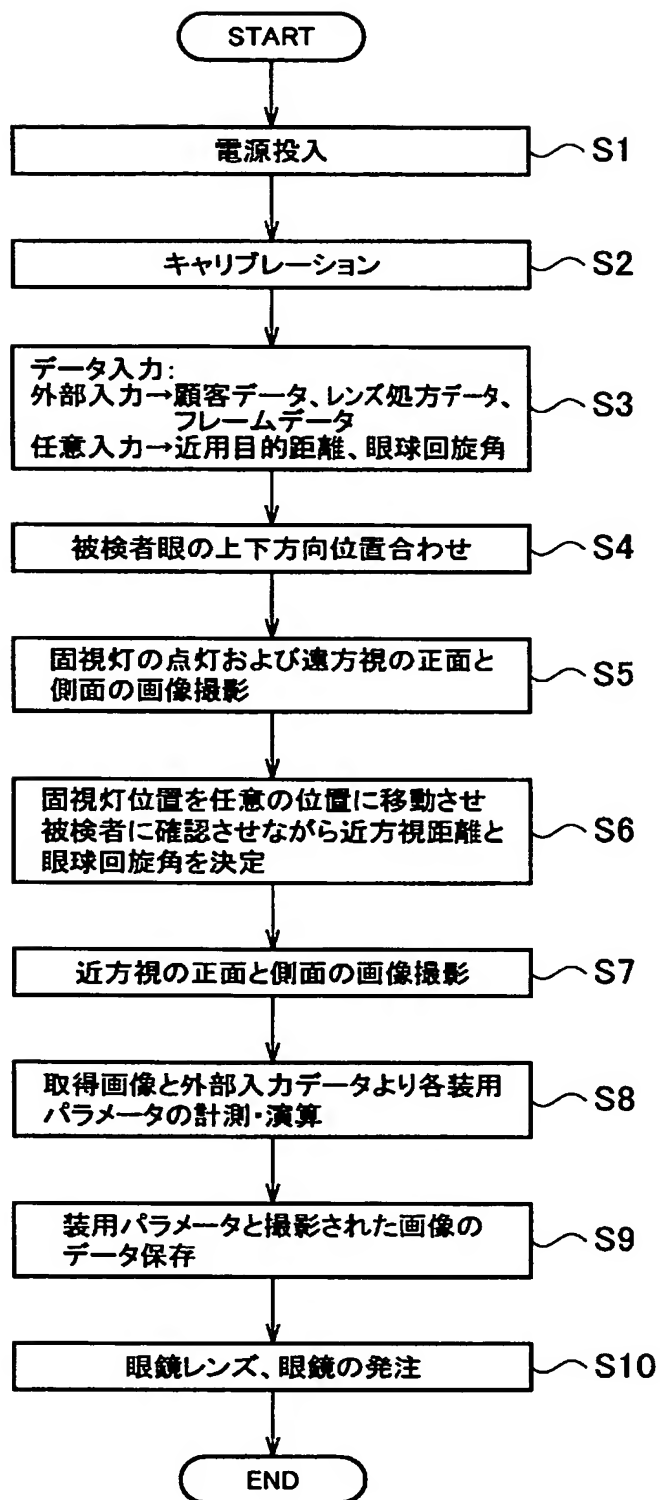 START
電源投入
S1
キャリブレーション
S2
データ入力:
外部入力→顧客データ、レンズ処方データ、
フレームデータ
任意入力→近用目的距離、眼球回旋角
S3
被検者眼の上下方向位置合わせ
S4
固視灯の点灯および遠方視の正面と
側面の画像撮影
S5
固視灯位置を任意の位置に移動させ
被検者に確認させながら近方視距離と
眼球回旋角を決定
S6
近方視の正面と側面の画像撮影
S7
取得画像と外部入力データより各装用
パラメータの計測・演算
S8
装用パラメータと撮影された画像の
データ保存
S9
眼鏡レンズ、眼鏡の発注
S10
END